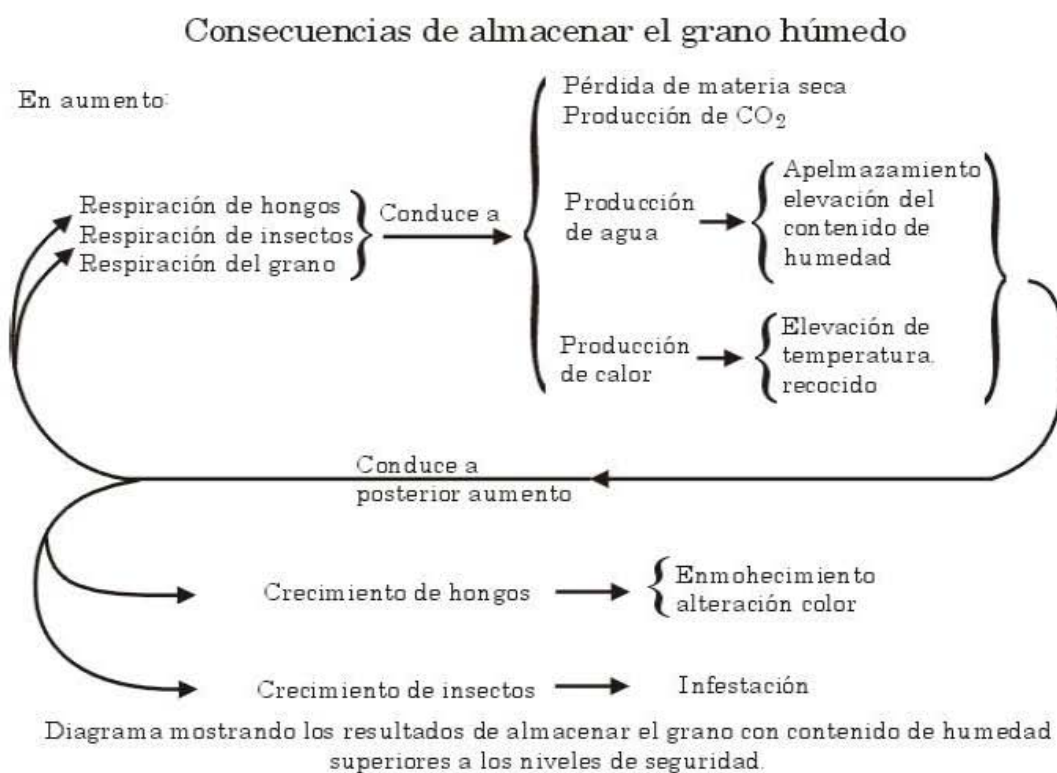 Consecuencias de almacenar el grano húmedo
En aumento:
Respiración de hongos
Respiración de insectos
Respiración del grano
Conduce a
Pérdida de materia seca
Producción de CO₂
Producción
de agua
Apelmazamiento
elevación del
contenido de
humedad
Producción
de calor
Elevación de
temperatura.
recocido
Conduce a
posterior aumento
Crecimiento de hongos
Enmohecimiento
alteración color
Crecimiento de insectos
Infestación
Diagrama mostrando los resultados de almacenar el grano con contenido de humedad
superiores a los niveles de seguridad.